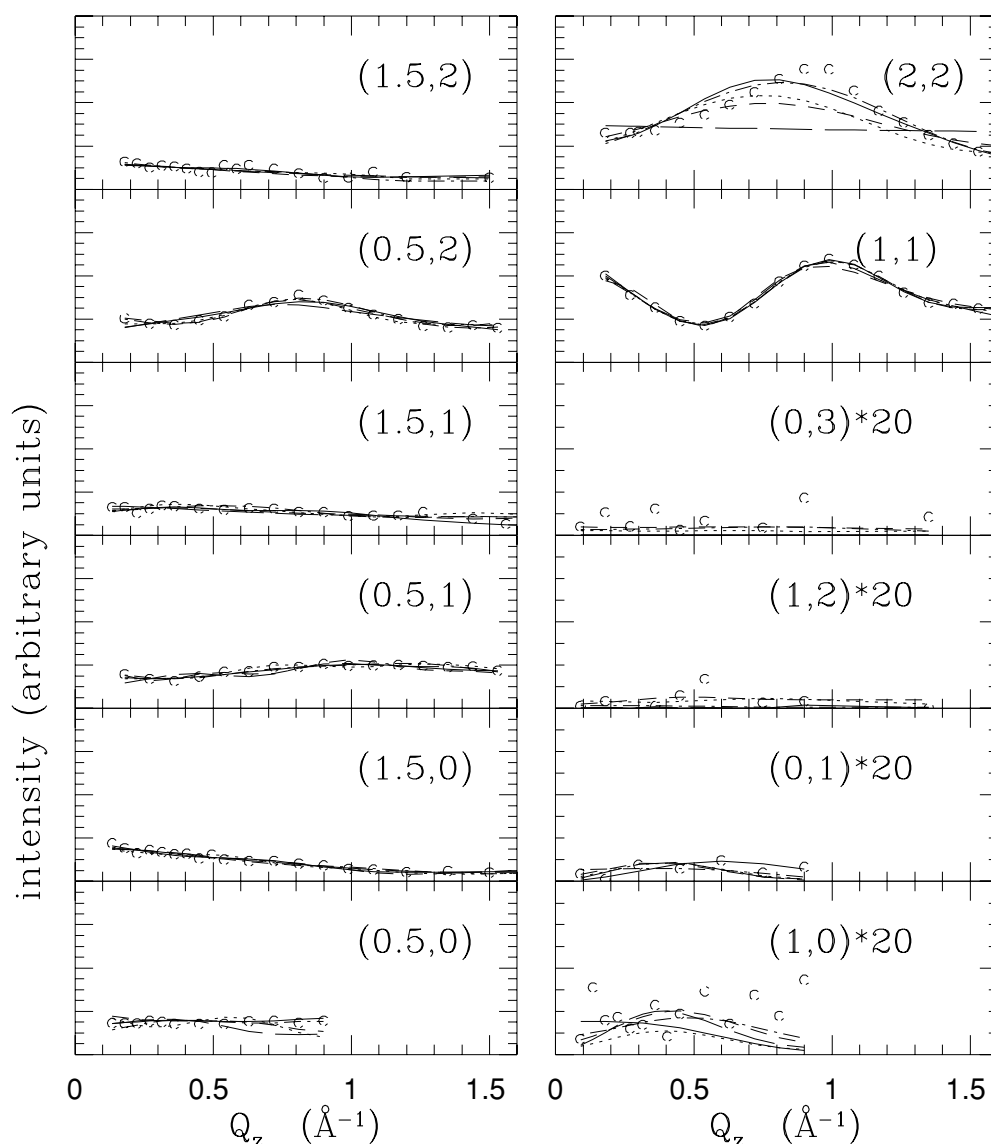 (1.5,2)
(2,2)
(0.5,2)
(1,1)
(1.5,1)
(0,3)*20
(0.5,1)
(1,2)*20
(1.5,0)
(0,1)*20
(0.5,0)
(1,0)*20
intensity (arbitrary units)
0 0.5 1 1.5
0 0.5 1 1.5
Q_z (Å⁻¹)
Q_z (Å⁻¹)